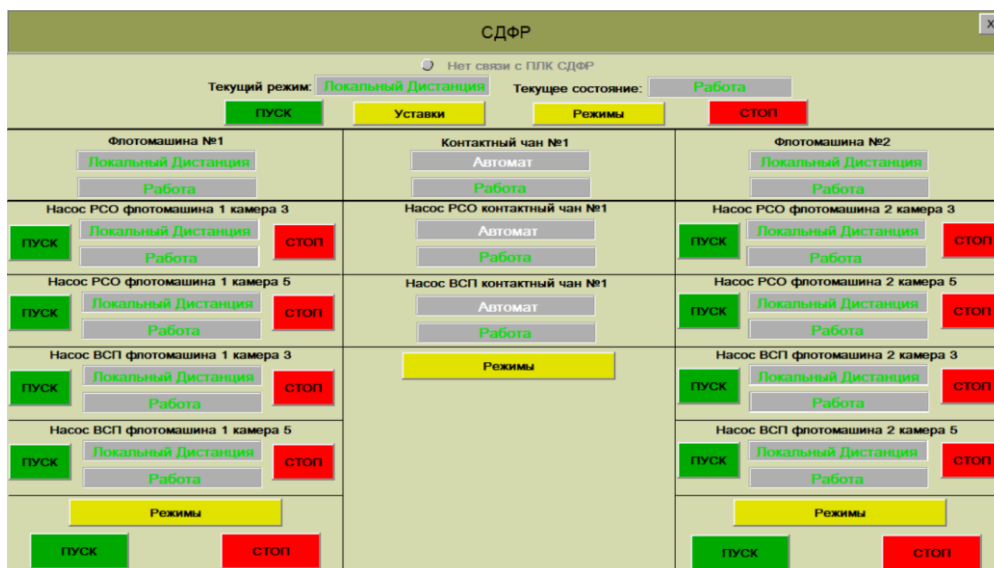 СДФР
X
Нет связи с ПЛК СДФР
Текущий режим: Локальный Дистанция Текущее состояние: Работа
ПУСК Уставки Режимы СТОП
Флотомашина №1 Контактный чан №1 Флотомашина №2
Локальный Дистанция Автомат Локальный Дистанция
Работа Работа Работа
Насос РСО флотомашина 1 камера 3 Насос РСО контактный чан №1 Насос РСО флотомашина 2 камера 3
ПУСК Локальный Дистанция СТОП Автомат ПУСК Локальный Дистанция СТОП
Работа Работа Работа
Насос РСО флотомашина 1 камера 5 Насос ВСП контактный чан №1 Насос РСО флотомашина 2 камера 5
ПУСК Локальный Дистанция СТОП Автомат ПУСК Локальный Дистанция СТОП
Работа Работа Работа
Насос ВСП флотомашина 1 камера 3 Режимы Насос ВСП флотомашина 2 камера 3
ПУСК Локальный Дистанция СТОП ПУСК Локальный Дистанция СТОП
Работа Работа
Насос ВСП флотомашина 1 камера 5 Насос ВСП флотомашина 2 камера 5
ПУСК Локальный Дистанция СТОП ПУСК Локальный Дистанция СТОП
Работа Работа
Режимы Режимы
ПУСК СТОП ПУСК СТОП